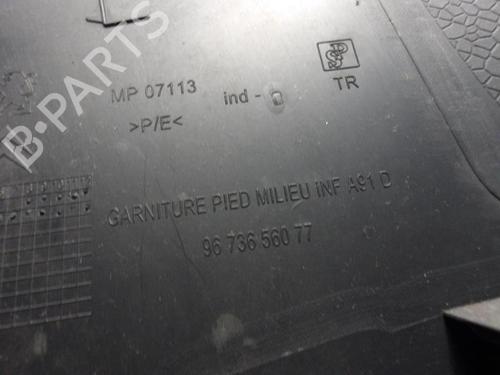 B-PARTS
MP 07113
ind -
TR
>P/E<
GARNITURE PIED MILIEU INF A91 D
96 736 560 77